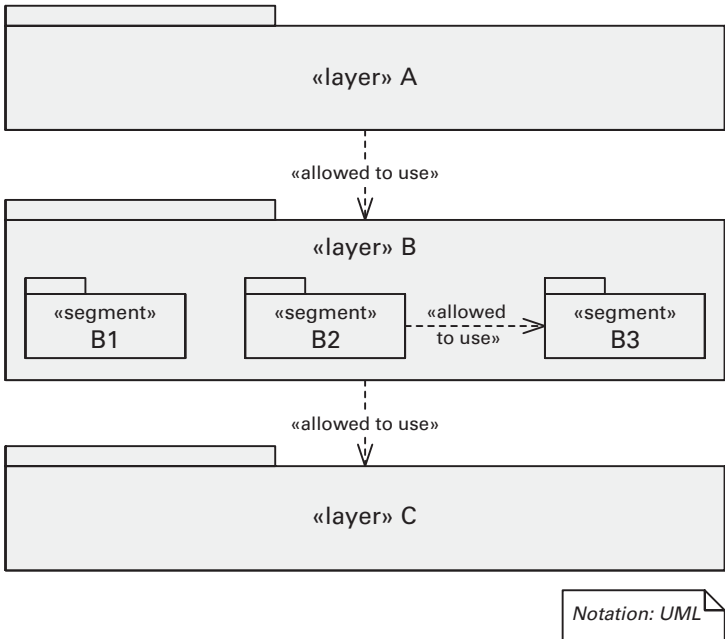 «layer» A
«allowed to use»
«layer» B
«segment»
B1
«segment»
B2
«allowed
to use»
«segment»
B3
«allowed to use»
«layer» C
Notation: UML